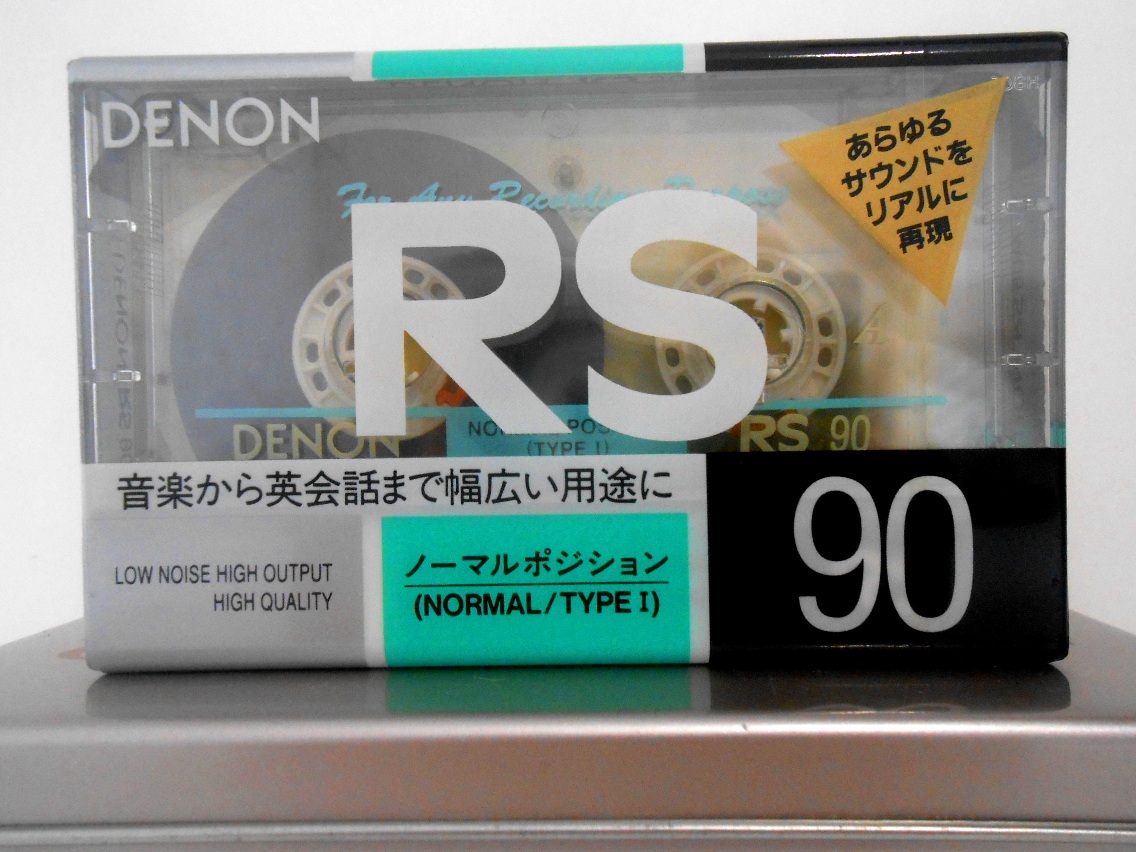 DENON
あらゆる
サウンドを
リアルに
再現
For Any Recording Purpose
RS
DENON
RS 90
(TYPE I)
音楽から英会話まで幅広い用途に
LOW NOISE HIGH OUTPUT
HIGH QUALITY
ノーマルポジション
(NORMAL/TYPE I)
90